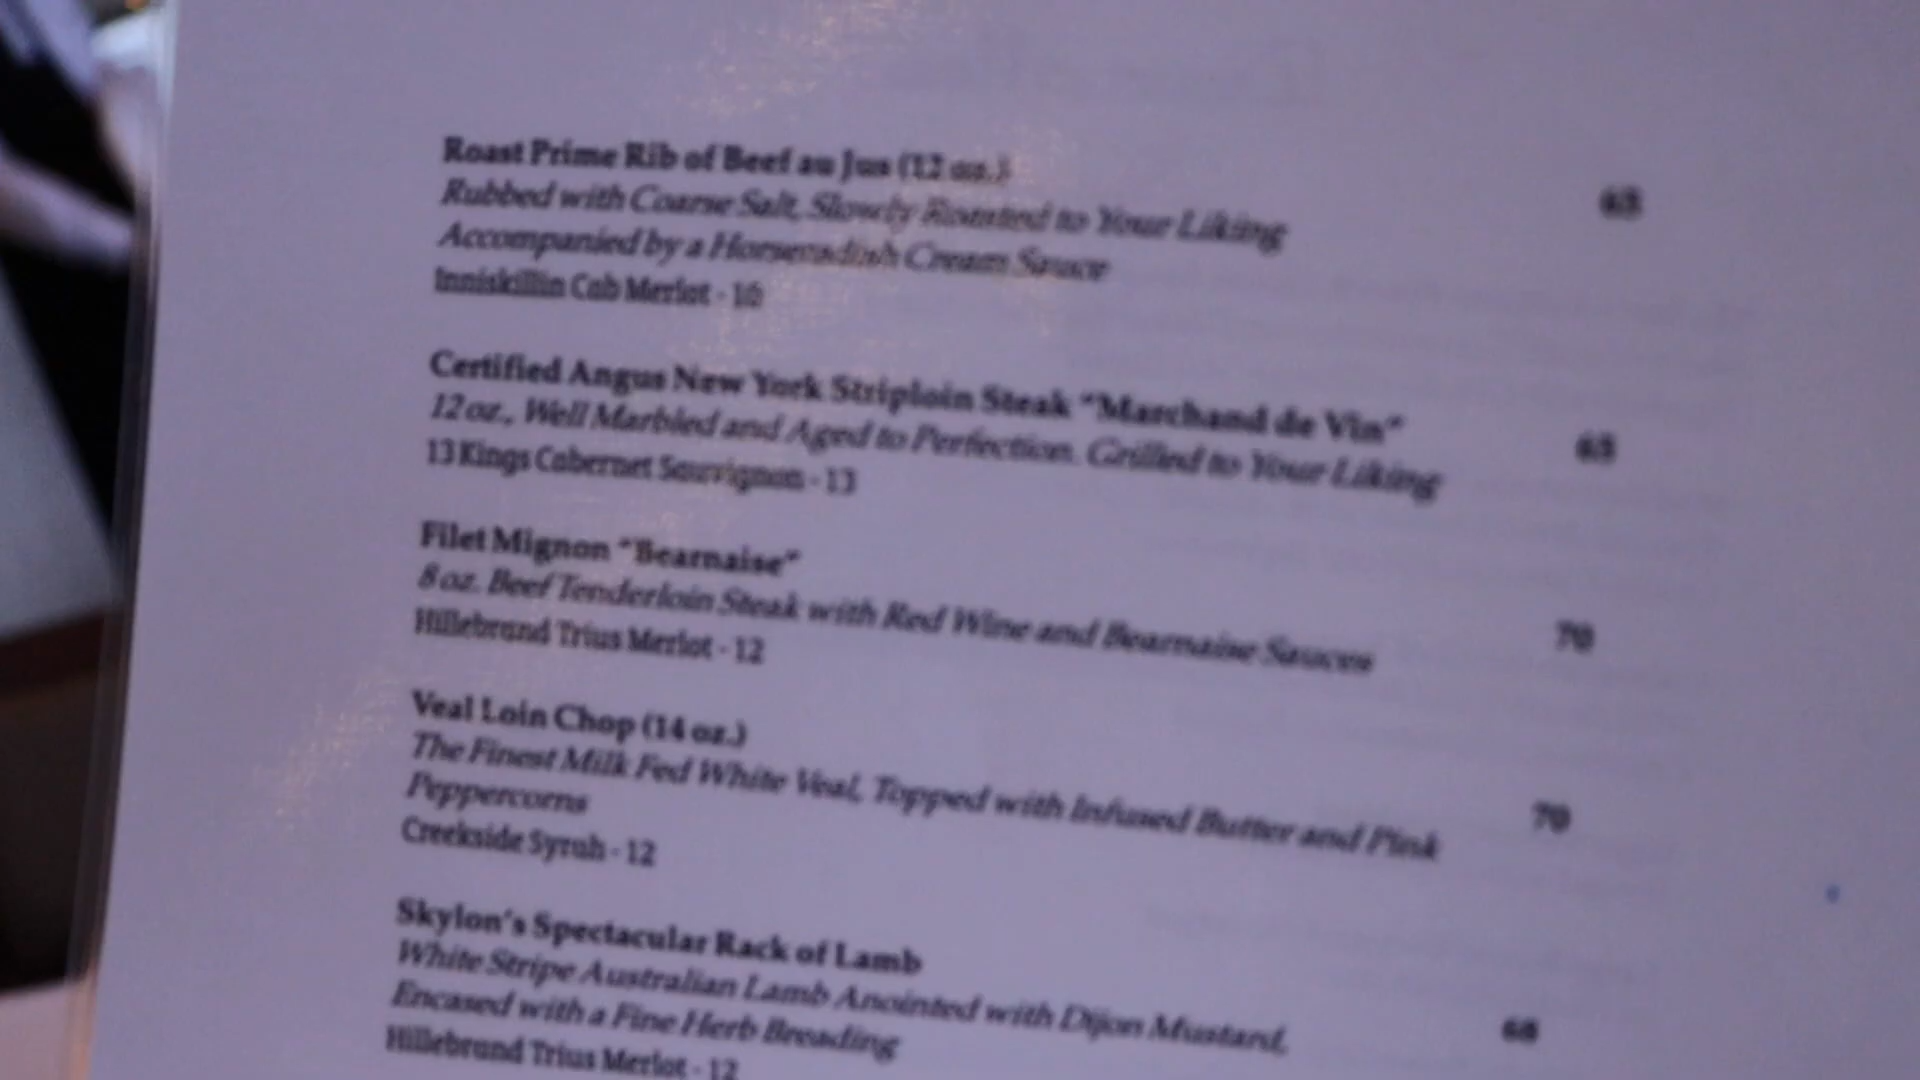 Roast Prime Rib of Beef au Jus (12 oz.)
Rubbed with Coarse Salt, Slowly Roasted to Your Liking
65
Accompanied by a Horseradish Cream Sauce
Inniskillin Cab Merlot - 10
Certified Angus New York Striploin Steak "Marchand de Vin"
12 oz., Well Marbled and Aged to Perfection. Grilled to Your Liking
65
13 Kings Cabernet Sauvignon - 13
Filet Mignon "Bearnaise"
8 oz. Beef Tenderloin Steak with Red Wine and Bearnaise Sauces
70
Hillebrand Trius Merlot - 12
Veal Loin Chop (14 oz.)
The Finest Milk Fed White Veal, Topped with Infused Butter and Pink
70
Peppercorns
Creekside Syrah - 12
Skylon's Spectacular Rack of Lamb
White Stripe Australian Lamb Anointed with Dijon Mustard,
Encased with a Fine Herb Breading
Hillebrand Trius Merlot - 12